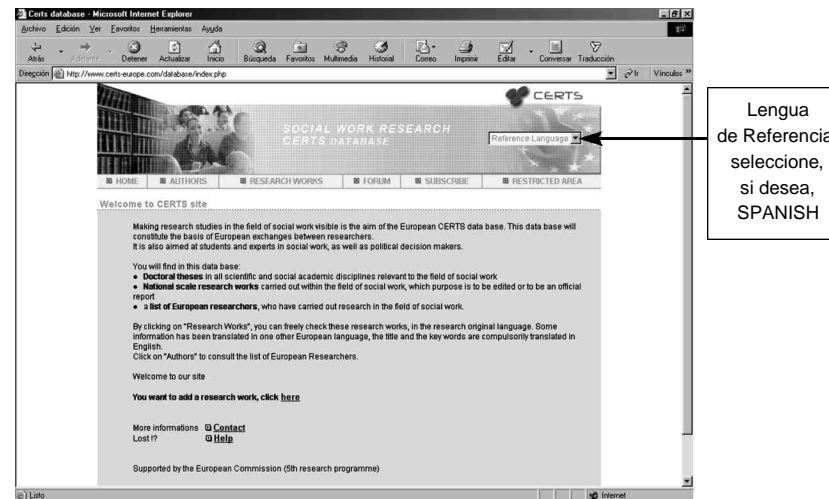 Certs database - Microsoft Internet Explorer
Archivo Edición Ver Favoritos Herramientas Ayuda
Atrás Adelante Detener Actualizar Inicio Búsqueda Favoritos Multimedia Historial Correo Imprimir Editar Conversar Traducción
Dirección http://www.certs-europe.com/database/index.php Ir Vínculos »
CERTS
SOCIAL WORK RESEARCH
CERTS DATABASE
Reference Language
HOME AUTHORS RESEARCH WORKS FORUM SUBSCRIBE RESTRICTED AREA
Welcome to CERTS site
Making research studies in the field of social work visible is the aim of the European CERTS data base. This data base will
constitute the basis of European exchanges between researchers.
It is also aimed at students and experts in social work, as well as political decision makers.
You will find in this data base:
● Doctoral theses in all scientific and social academic disciplines relevant to the field of social work
● National scale research works carried out within the field of social work, which purpose is to be edited or to be an official
report
● a list of European researchers, who have carried out research in the field of social work.
By clicking on "Research Works", you can freely check these research works, in the research original language. Some
information has been translated in one other European language, the title and the key words are compulsorily translated in
English.
Click on "Authors" to consult the list of European Researchers.
Welcome to our site
You want to add a research work, click here
More informations Contact
Lost !? Help
Supported by the European Commission (5th research programme)
Listo Internet
Lengua
de Referencia
seleccione,
si desea,
SPANISH